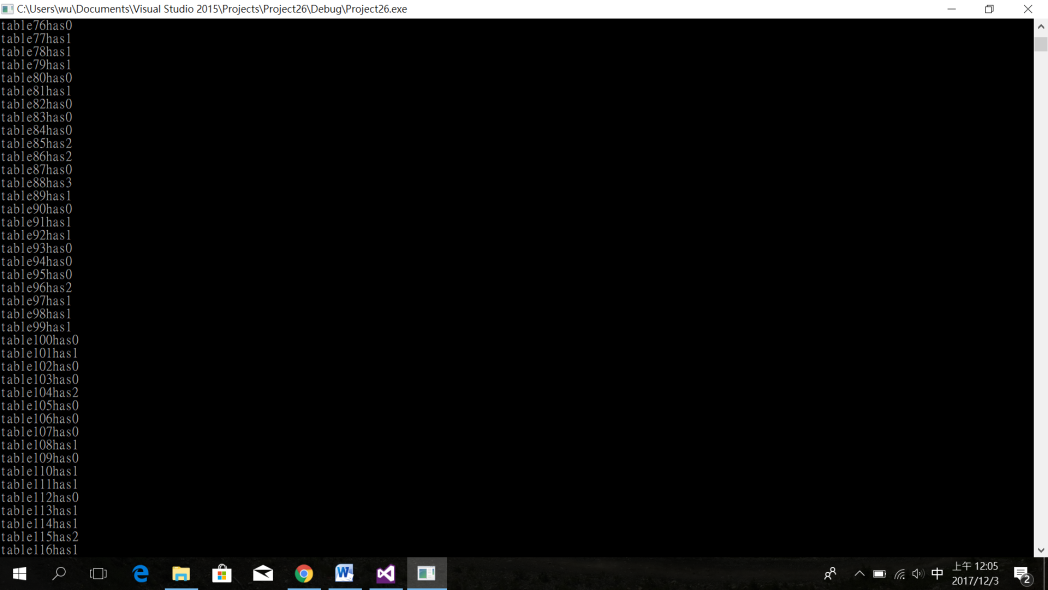 C:\Users\wu\Documents\Visual Studio 2015\Projects\Project26\Debug\Project26.exe
table76has0
table77has1
table78has1
table79has1
table80has0
table81has1
table82has0
table83has0
table84has0
table85has2
table86has2
table87has0
table88has3
table89has1
table90has0
table91has1
table92has1
table93has0
table94has0
table95has0
table96has2
table97has1
table98has1
table99has1
table100has0
table101has1
table102has0
table103has0
table104has2
table105has0
table106has0
table107has0
table108has1
table109has0
table110has1
table111has1
table112has0
table113has1
table114has1
table115has2
table116has1
中
上午 12:05
2017/12/3
2